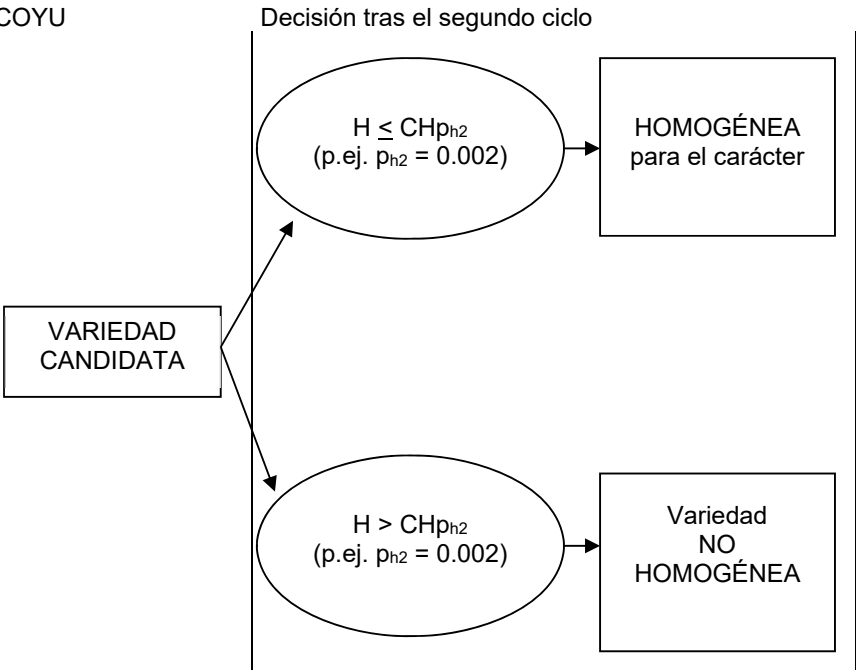 COYU
Decisión tras el segundo ciclo
H ≤ CHph2
(p.ej. ph2 = 0.002)
HOMOGÉNEA
para el carácter
VARIEDAD
CANDIDATA
H > CHph2
(p.ej. ph2 = 0.002)
Variedad
NO
HOMOGÉNEA